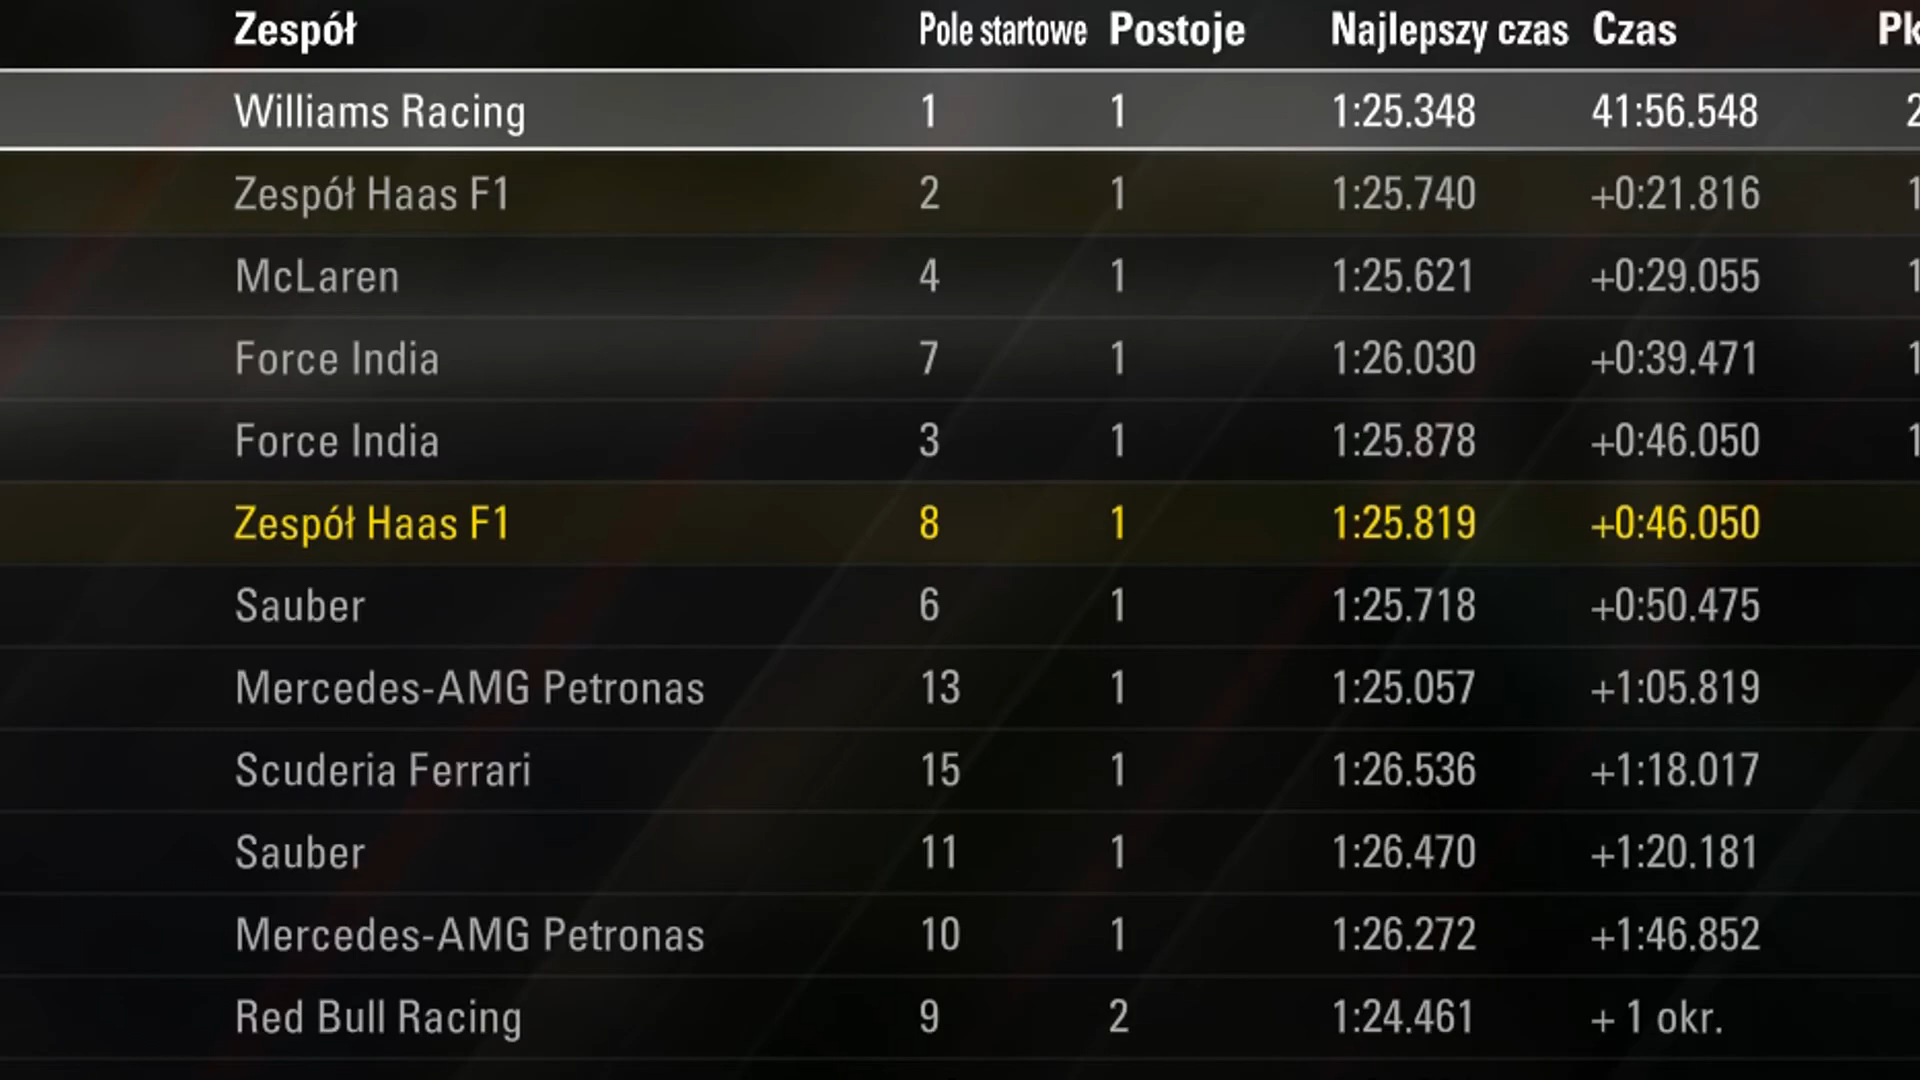 Zespół Pole startowe Postoje Najlepszy czas Czas Pk
Williams Racing 1 1 1:25.348 41:56.548 2
Zespół Haas F1 2 1 1:25.740 +0:21.816 1
McLaren 4 1 1:25.621 +0:29.055 1
Force India 7 1 1:26.030 +0:39.471 1
Force India 3 1 1:25.878 +0:46.050 1
Zespół Haas F1 8 1 1:25.819 +0:46.050
Sauber 6 1 1:25.718 +0:50.475
Mercedes-AMG Petronas 13 1 1:25.057 +1:05.819
Scuderia Ferrari 15 1 1:26.536 +1:18.017
Sauber 11 1 1:26.470 +1:20.181
Mercedes-AMG Petronas 10 1 1:26.272 +1:46.852
Red Bull Racing 9 2 1:24.461 + 1 okr.